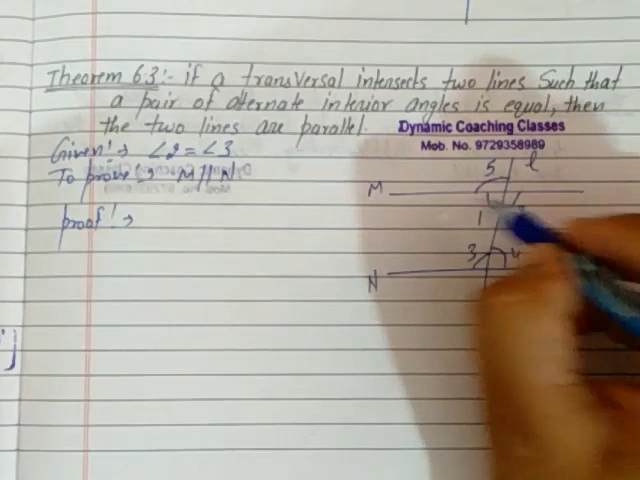 Theorem 6.3:- if a transversal intersects two lines Such that
a pair of alternate interior angles is equal, then
the two lines are parallel.
Dynamic Coaching Classes
Mob. No. 9729358989
Given:→ ∠2 = ∠3
To prove:→ M || N
proof:→
5 l
M
1
3 4
N